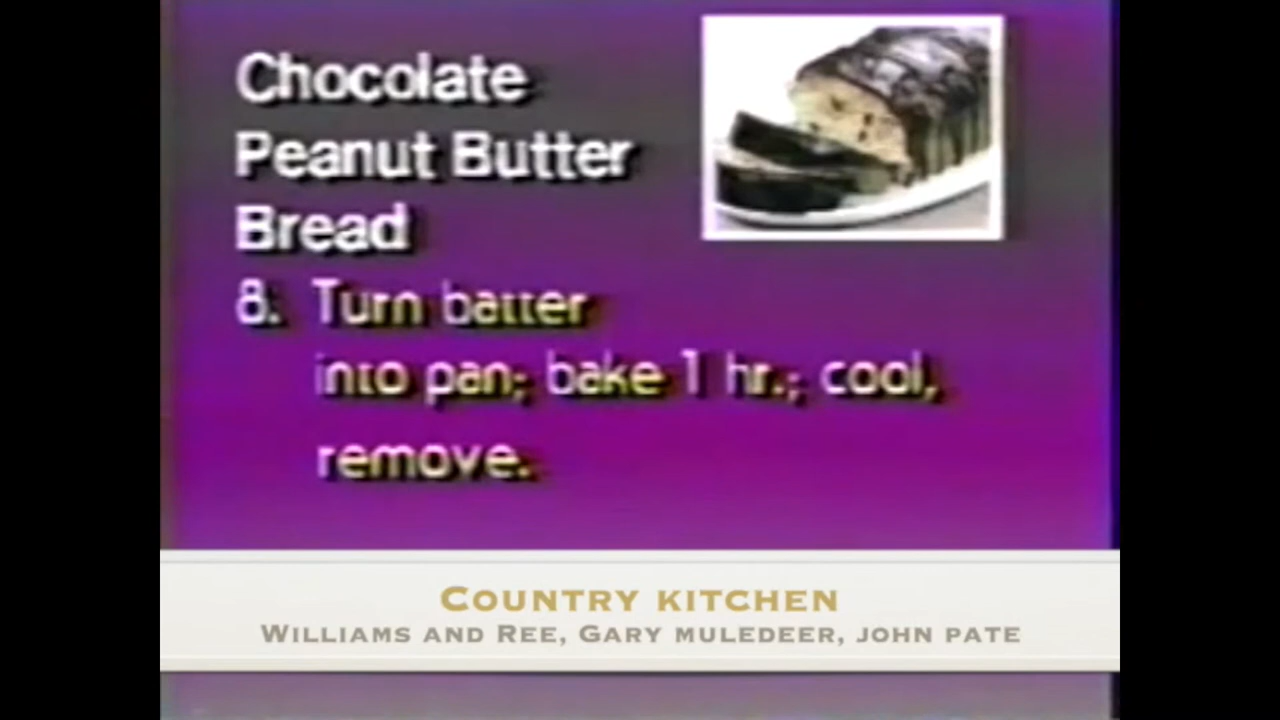 Chocolate
Peanut Butter
Bread
8. Turn batter
into pan; bake 1 hr.; cool,
remove.
COUNTRY KITCHEN
WILLIAMS AND REE, GARY MULEDEER, JOHN PATE